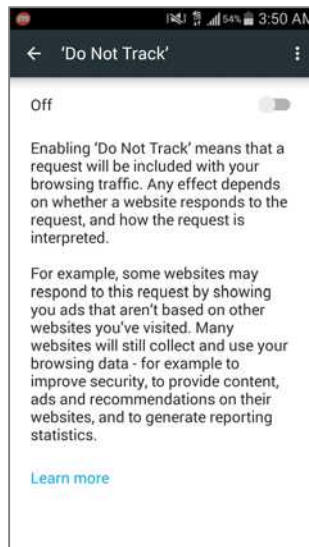 54% 3:50 AM
‘Do Not Track’
Off
Enabling ‘Do Not Track’ means that a
request will be included with your
browsing traffic. Any effect depends
on whether a website responds to the
request, and how the request is
interpreted.
For example, some websites may
respond to this request by showing
you ads that aren’t based on other
websites you’ve visited. Many
websites will still collect and use your
browsing data - for example to
improve security, to provide content,
ads and recommendations on their
websites, and to generate reporting
statistics.
Learn more